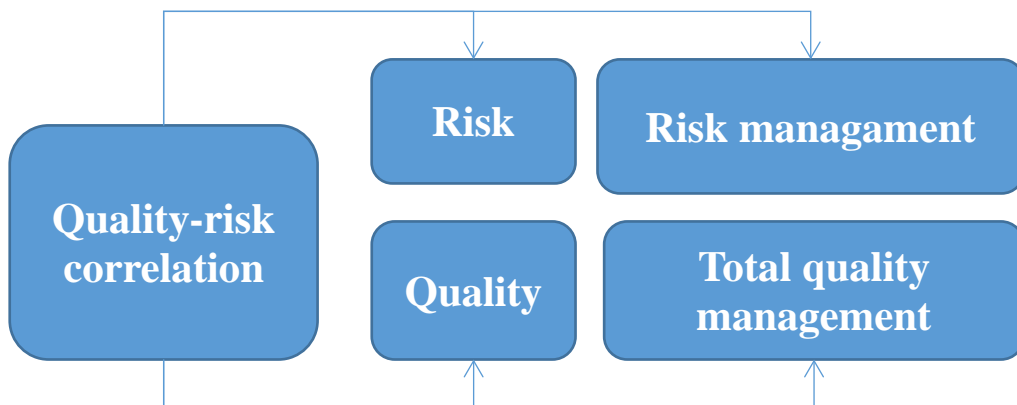 Quality-risk
correlation
Risk
Risk managament
Quality
Total quality
management